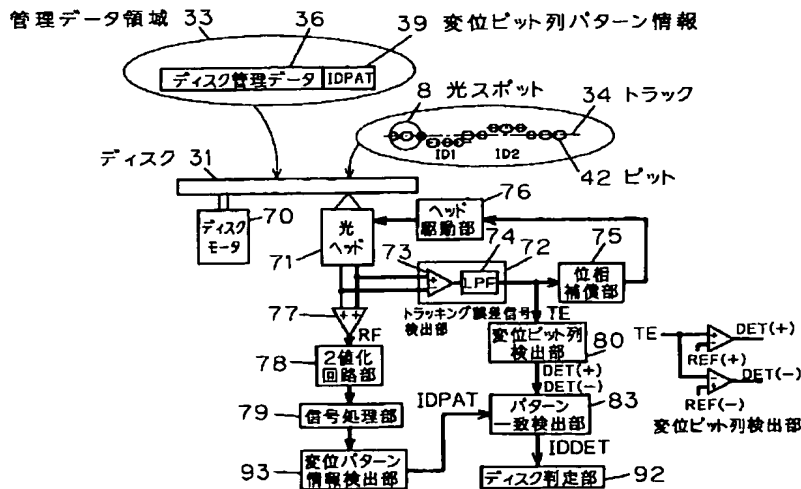 管理データ領域 33 36 39 変位ピット列パターン情報
ディスク管理データ IDPAT
8 光スポット
34 トラック
ID1 ID2
42 ピット
ディスク 31
70
ディスク
モータ
光
ヘッド
71
76
ヘッド
駆動部
73 74 72
LPF
75
位相
補償部
トラッキング誤差信号
検出部
TE
77
RF
78
2値化
回路部
変位ピット列
検出部
80
DET(+)
DET(-)
TE
DET(+)
REF(+)
DET(-)
REF(-)
変位ピット列検出部
79
信号処理部
IDPAT
パターン
一致検出部
83
IDDET
93
変位パターン
情報検出部
ディスク判定部
92